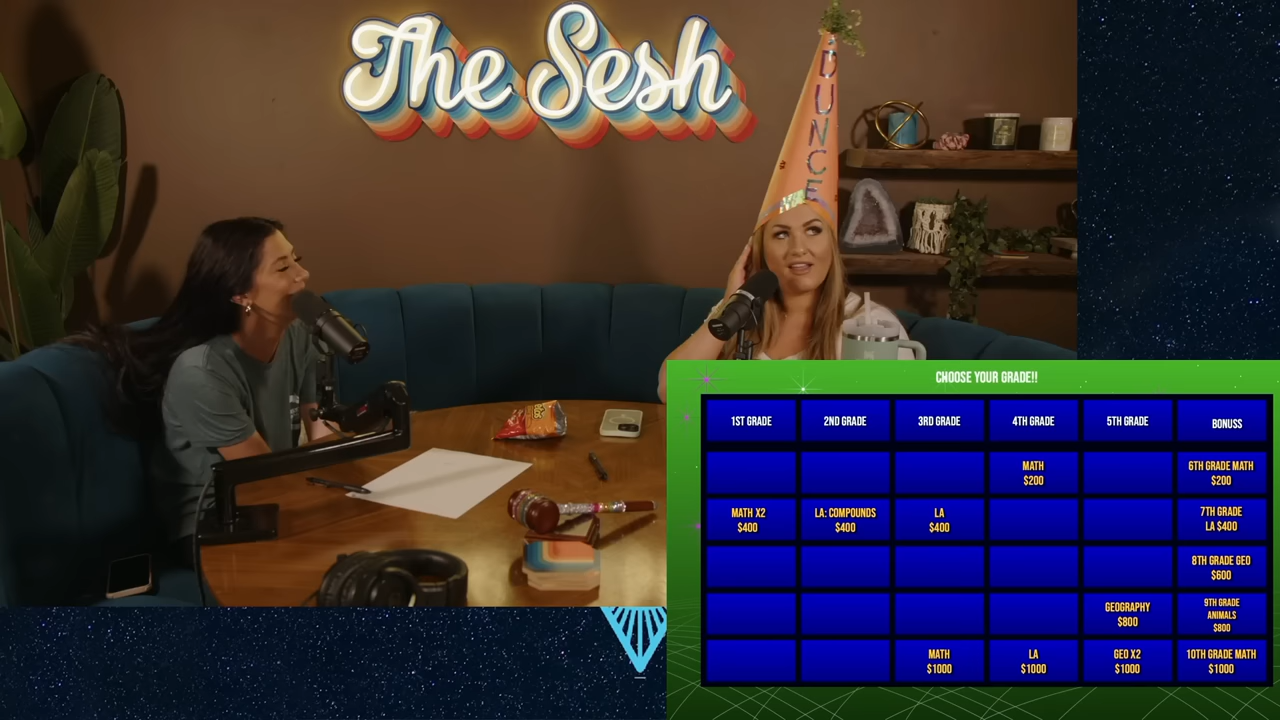 The Sesh
DUNCE
CHOOSE YOUR GRADE!!
1ST GRADE
2ND GRADE
3RD GRADE
4TH GRADE
5TH GRADE
BONUSS
MATH
$200
6TH GRADE MATH
$200
MATH X2
$400
LA: COMPOUNDS
$400
LA
$400
7TH GRADE
LA $400
8TH GRADE GEO
$600
GEOGRAPHY
$800
9TH GRADE
ANIMALS
$800
MATH
$1000
LA
$1000
GEO X2
$1000
10TH GRADE MATH
$1000